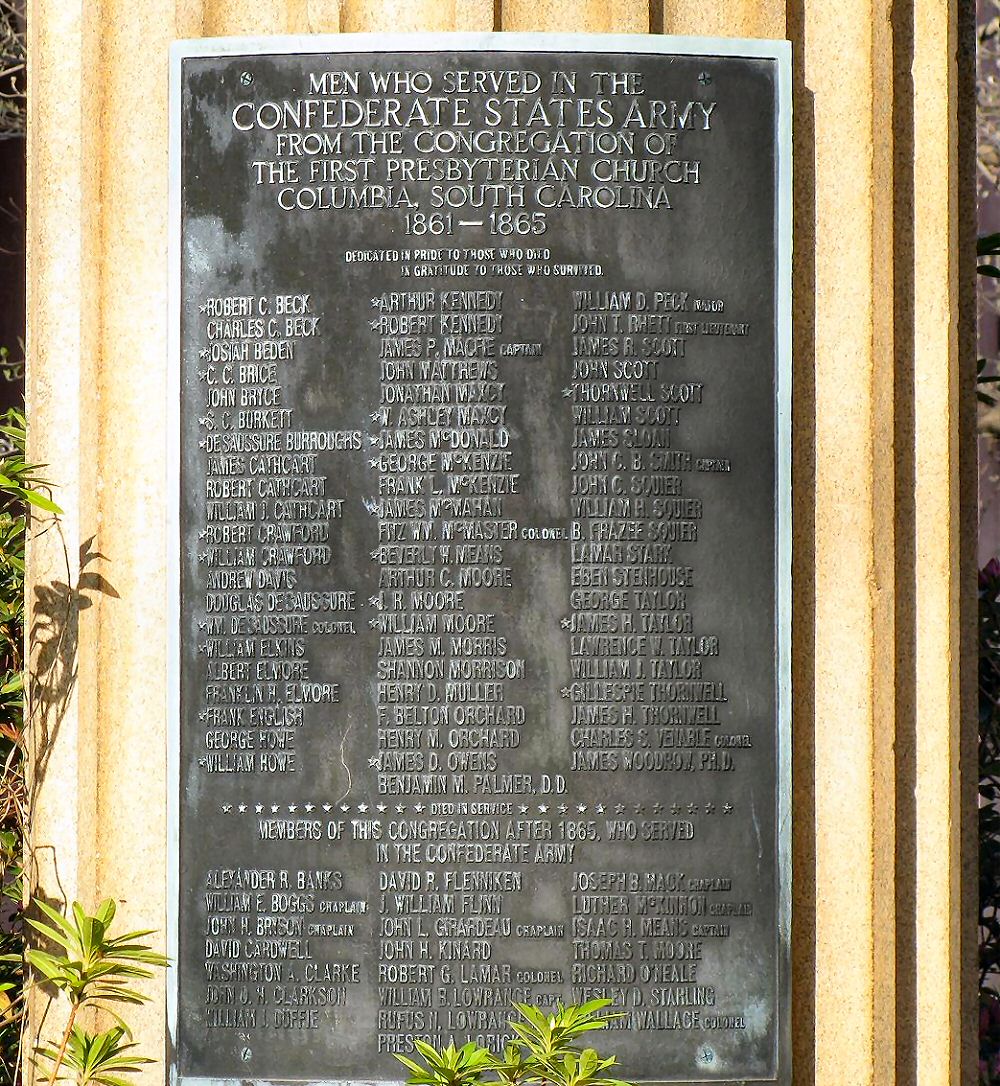 MEN WHO SERVED IN THE
CONFEDERATE STATES ARMY
FROM THE CONGREGATION OF
THE FIRST PRESBYTERIAN CHURCH
COLUMBIA, SOUTH CAROLINA
1861 — 1865
DEDICATED IN PRIDE TO THOSE WHO DIED
IN GRATITUDE TO THOSE WHO SURVIVED.
★ROBERT C. BECK
CHARLES C. BECK
★JOSIAH BEDEN
★C. C. BRICE
JOHN BRYCE
★S. C. BURKETT
★DESAUSSURE BURROUGHS
JAMES CATHCART
ROBERT CATHCART
WILLIAM J. CATHCART
★ROBERT CRAWFORD
★WILLIAM CRAWFORD
ANDREW DAVIS
DOUGLAS DESAUSSURE
★WM. DESAUSSURE COLONEL
★WILLIAM ELKINS
ALBERT ELMORE
FRANKLIN H. ELMORE
★FRANK ENGLISH
GEORGE HOWE
★WILLIAM HOWE
★ARTHUR KENNEDY
★ROBERT KENNEDY
JAMES P. MACFIE CAPTAIN
JOHN MATTHEWS
JONATHAN MAXCY
★W. ASHLEY MAXCY
★JAMES McDONALD
★GEORGE McKENZIE
FRANK L. McKENZIE
★JAMES McMAHAN
FITZ WM. McMASTER COLONEL
★BEVERLY W. MEANS
ARTHUR C. MOORE
★J. R. MOORE
★WILLIAM MOORE
JAMES M. MORRIS
SHANNON MORRISON
HENRY D. MULLER
F. BELTON ORCHARD
HENRY M. ORCHARD
★JAMES D. OWENS
BENJAMIN M. PALMER, D.D.
WILLIAM D. PECK MAJOR
JOHN T. RHETT FIRST LIEUTENANT
JAMES R. SCOTT
JOHN SCOTT
★THORNWELL SCOTT
WILLIAM SCOTT
JAMES SLOAN
JOHN C. B. SMITH CAPTAIN
JOHN C. SQUIER
WILLIAM H. SQUIER
B. FRAZEE SQUIER
LAMAR STARK
EBEN STENHOUSE
GEORGE TAYLOR
★JAMES H. TAYLOR
LAWRENCE W. TAYLOR
WILLIAM J. TAYLOR
★GILLESPIE THORNWELL
JAMES H. THORNWELL
CHARLES S. VENABLE COLONEL
JAMES WOODROW, PH.D.
★ ★ ★ ★ ★ ★ ★ ★ ★ ★ ★ ★ ★ DIED IN SERVICE ★ ★ ★ ★ ★ ★ ★ ★ ★ ★ ★ ★
MEMBERS OF THIS CONGREGATION AFTER 1865, WHO SERVED
IN THE CONFEDERATE ARMY
ALEXANDER R. BANKS
WILLIAM E. BOGGS CHAPLAIN
JOHN H. BRYSON CHAPLAIN
DAVID CARDWELL
WASHINGTON A. CLARKE
JOHN O. H. CLARKSON
WILLIAM J. DUFFIE
DAVID R. FLENNIKEN
J. WILLIAM FLINN
JOHN L. GIRARDEAU CHAPLAIN
JOHN H. KINARD
ROBERT G. LAMAR COLONEL
WILLIAM B. LOWRANCE CAPT.
RUFUS N. LOWRANCE
PRESTON LORICK
JOSEPH B. MACK CHAPLAIN
LUTHER McKINNON CHAPLAIN
ISAAC H. MEANS CAPTAIN
THOMAS T. MOORE
RICHARD O'NEALE
WESLEY D. STARLING
WILLIAM WALLACE COLONEL